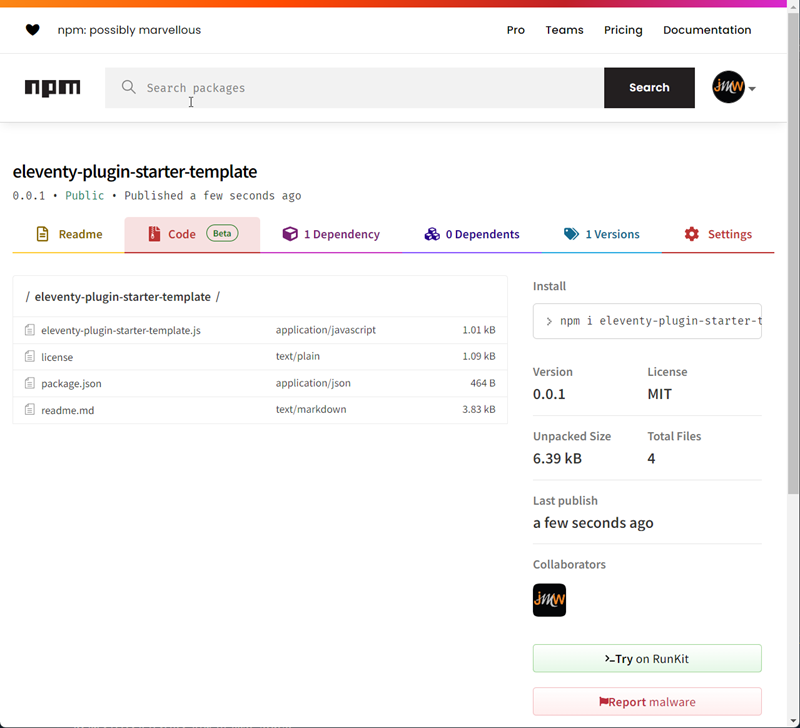 npm: possibly marvellous
Pro Teams Pricing Documentation
npm Search packages Search JMW
eleventy-plugin-starter-template
0.0.1 • Public • Published a few seconds ago
Readme Code Beta 1 Dependency 0 Dependents 1 Versions Settings
/ eleventy-plugin-starter-template /
eleventy-plugin-starter-template.js application/javascript 1.01 kB
license text/plain 1.09 kB
package.json application/json 464 B
readme.md text/markdown 3.83 kB
Install
> npm i eleventy-plugin-starter-t
Version License
0.0.1 MIT
Unpacked Size Total Files
6.39 kB 4
Last publish
a few seconds ago
Collaborators
JMW
>_Try on RunKit
Report malware